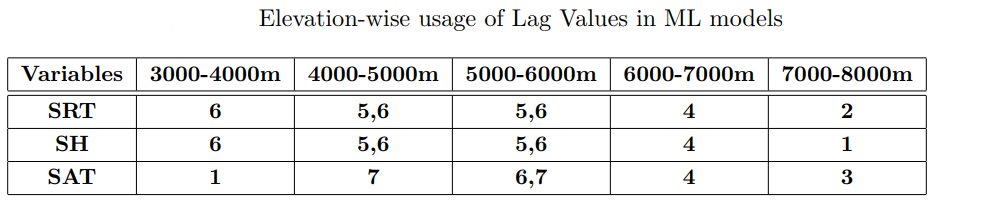 Elevation-wise usage of Lag Values in ML models
Variables 3000-4000m 4000-5000m 5000-6000m 6000-7000m 7000-8000m
SRT 6 5,6 5,6 4 2
SH 6 5,6 5,6 4 1
SAT 1 7 6,7 4 3